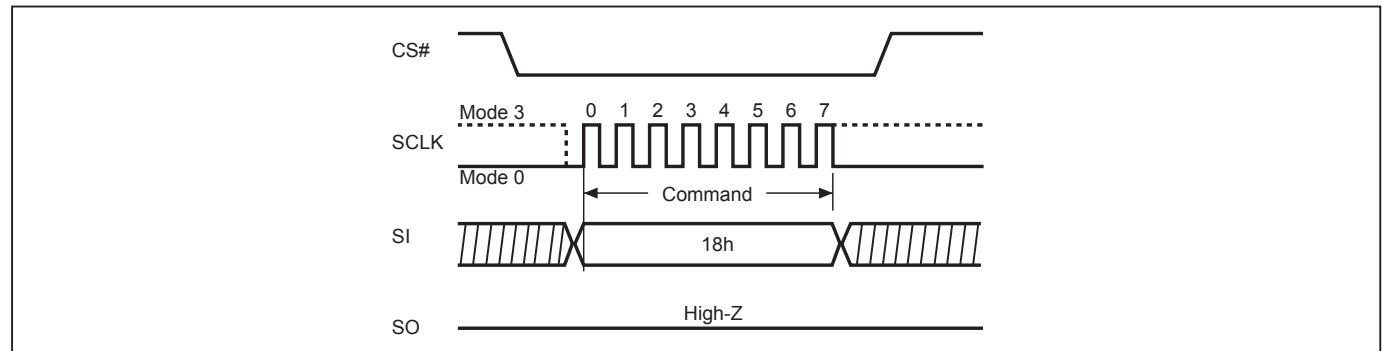 CS#
Mode 3
0 1 2 3 4 5 6 7
SCLK
Mode 0
Command
SI
18h
High-Z
SO